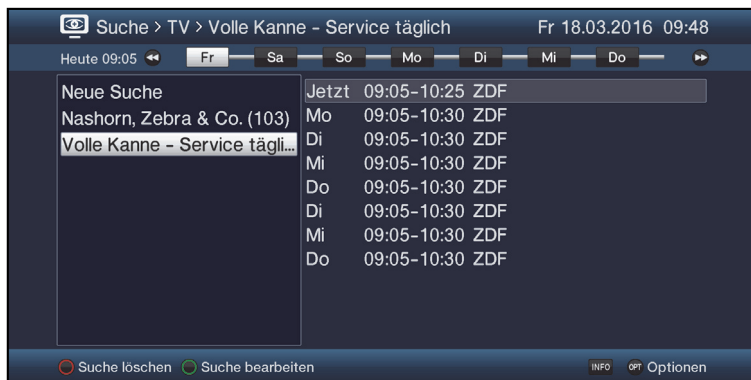 Suche > TV > Volle Kanne - Service täglich Fr 18.03.2016 09:48
Heute 09:05 Fr Sa So Mo Di Mi Do
Neue Suche
Nashorn, Zebra & Co. (103)
Volle Kanne - Service tägli...
Jetzt 09:05-10:25 ZDF
Mo 09:05-10:30 ZDF
Di 09:05-10:30 ZDF
Mi 09:05-10:30 ZDF
Do 09:05-10:30 ZDF
Di 09:05-10:30 ZDF
Mi 09:05-10:30 ZDF
Do 09:05-10:30 ZDF
Suche löschen Suche bearbeiten INFO OPT Optionen